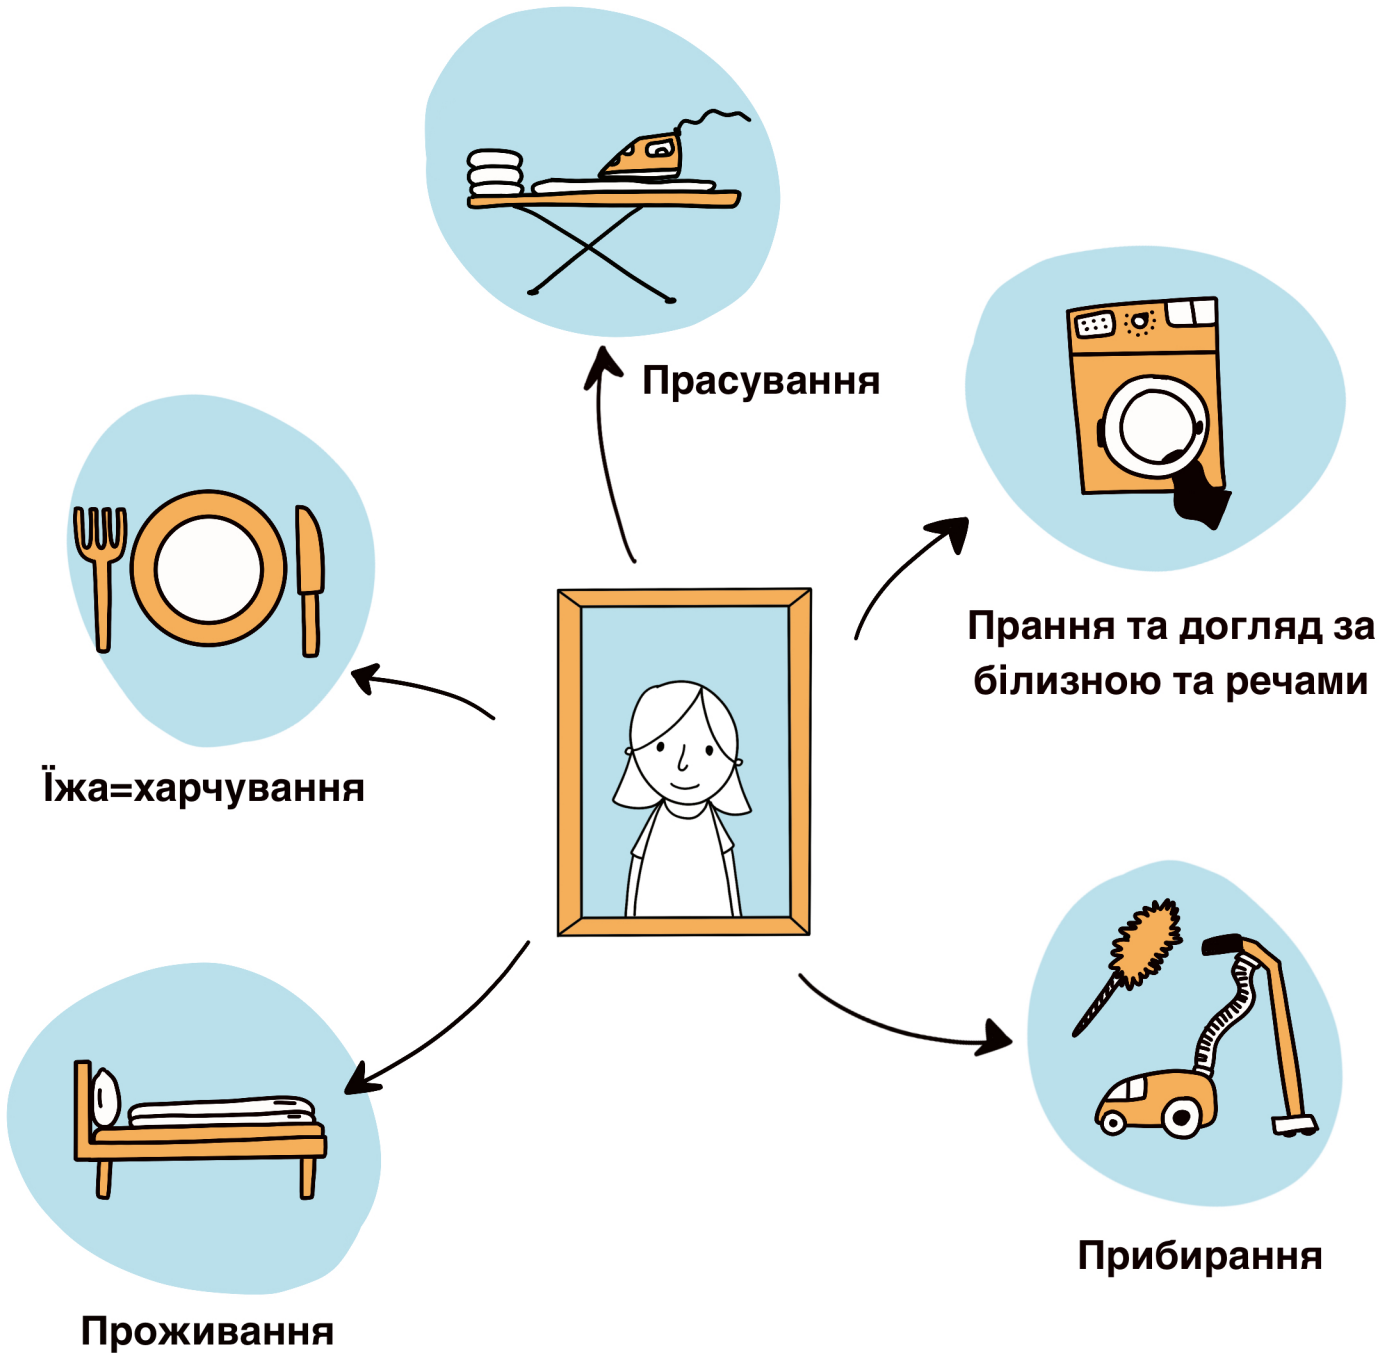 Прасування
Прання та догляд за
білизною та речами
Їжа=харчування
Прибирання
Проживання